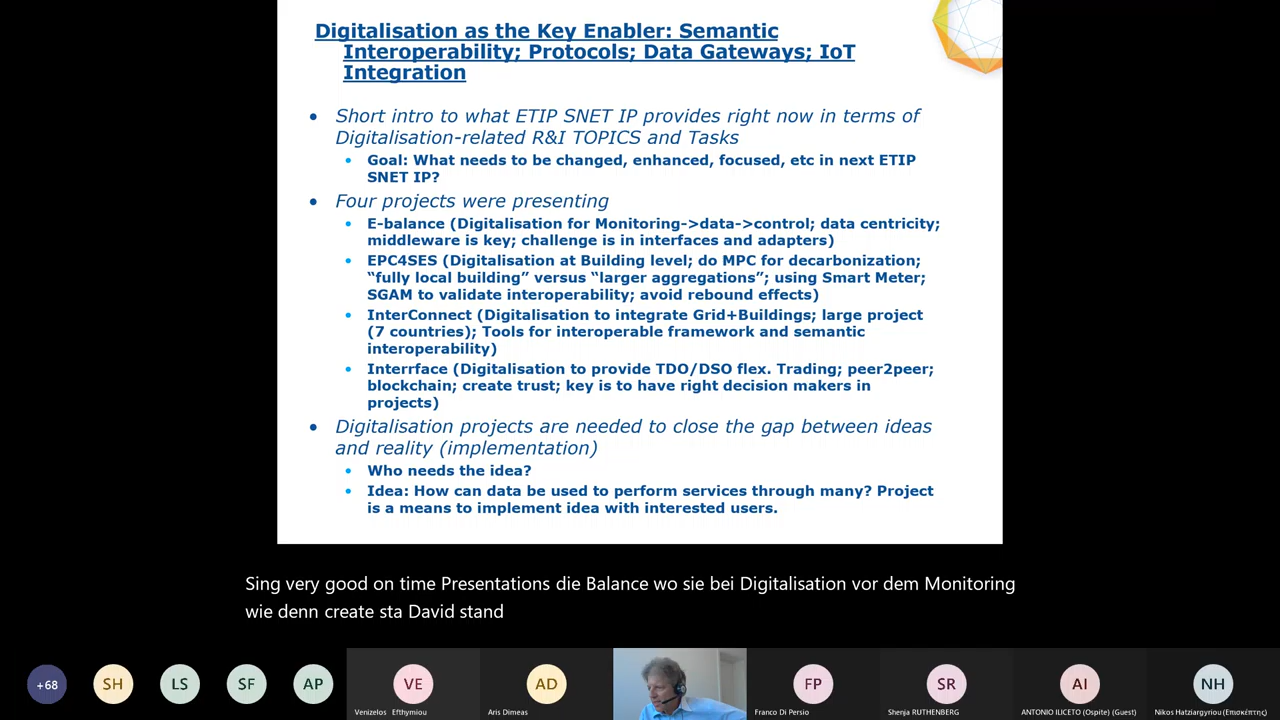 Digitalisation as the Key Enabler: Semantic
Interoperability; Protocols; Data Gateways; IoT
Integration
• Short intro to what ETIP SNET IP provides right now in terms of
Digitalisation-related R&I TOPICS and Tasks
• Goal: What needs to be changed, enhanced, focused, etc in next ETIP
SNET IP?
• Four projects were presenting
• E-balance (Digitalisation for Monitoring->data->control; data centricity;
middleware is key; challenge is in interfaces and adapters)
• EPC4SES (Digitalisation at Building level; do MPC for decarbonization;
“fully local building” versus “larger aggregations”; using Smart Meter;
SGAM to validate interoperability; avoid rebound effects)
• InterConnect (Digitalisation to integrate Grid+Buildings; large project
(7 countries); Tools for interoperable framework and semantic
interoperability)
• Interrface (Digitalisation to provide TDO/DSO flex. Trading; peer2peer;
blockchain; create trust; key is to have right decision makers in
projects)
• Digitalisation projects are needed to close the gap between ideas
and reality (implementation)
• Who needs the idea?
• Idea: How can data be used to perform services through many? Project
is a means to implement idea with interested users.
Sing very good on time Presentations die Balance wo sie bei Digitalisation vor dem Monitoring
wie denn create sta David stand
+68 SH LS SF AP VE AD FP SR AI NH
Venizelos Efthymiou Aris Dimeas Franco Di Persio Shenja RUTHENBERG ANTONIO ILICETO (Ospite) (Guest) Nikos Hatziargyriou (Επισκέπτης)